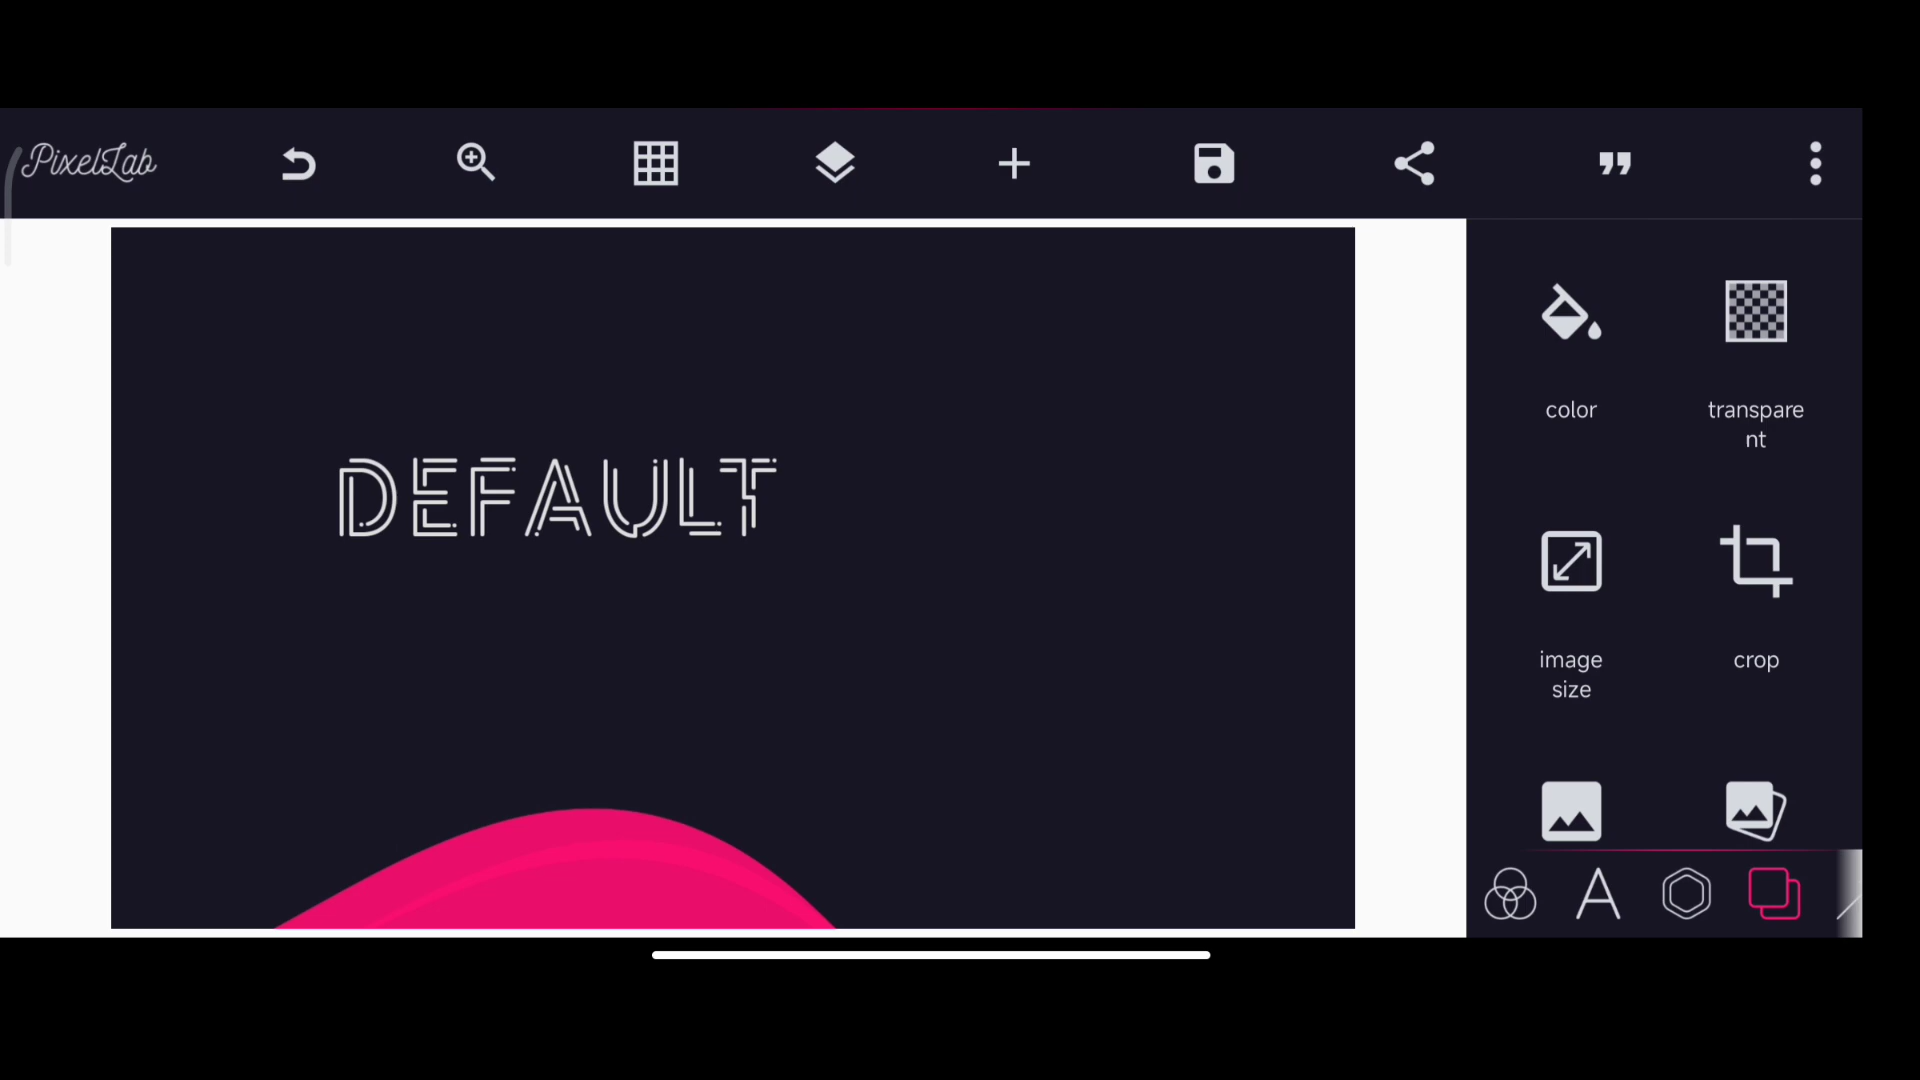 PixelLab
DEFAULT
color
transpare
nt
image
size
crop